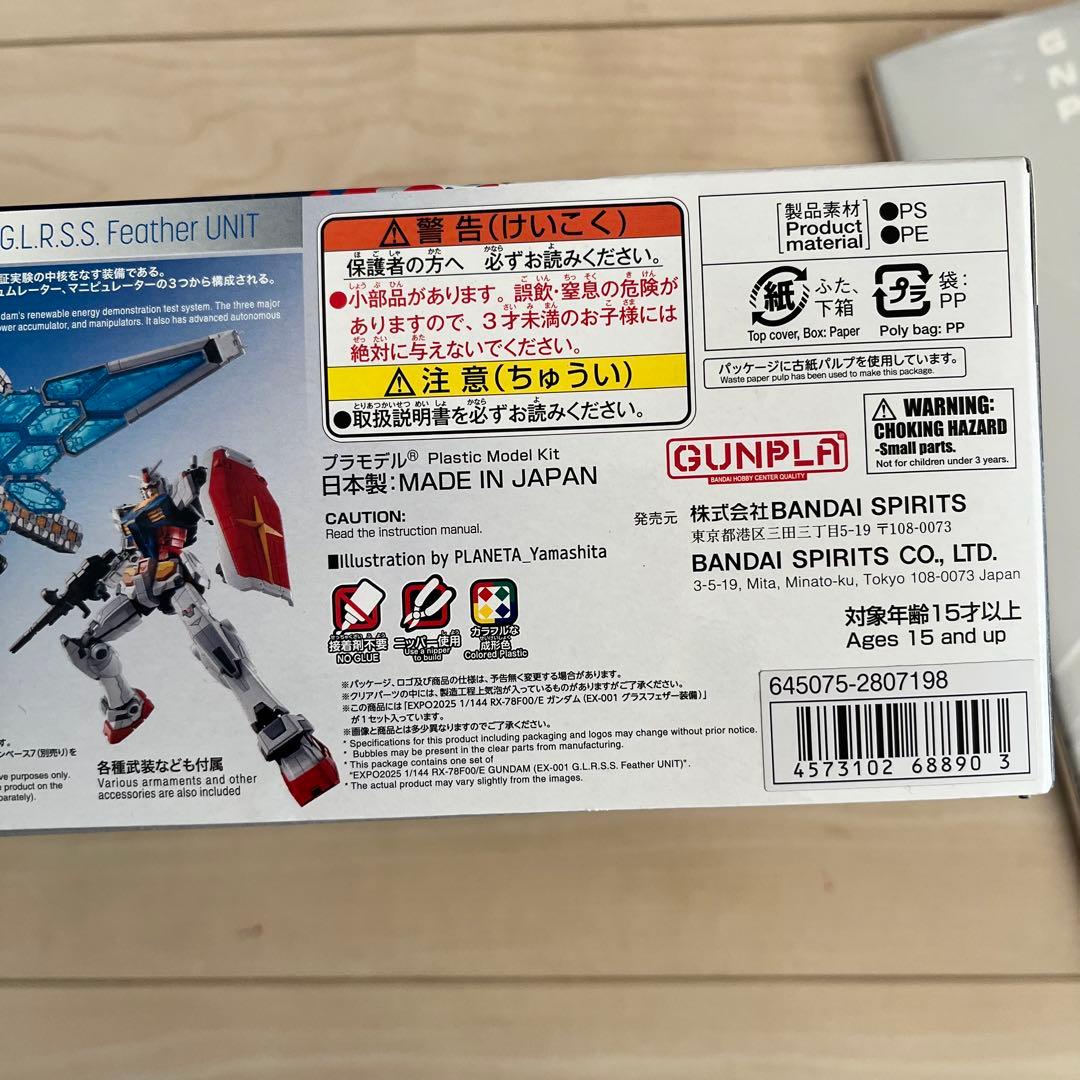 G.L.R.S.S. Feather UNIT
証実験の中核をなす装備である。
ュムレーター、マニピュレーターの3つから構成される。
dam's renewable energy demonstration test system. The three major
ower accumulator, and manipulators. It also has advanced autonomous
警告(けいこく)
保護者の方へ 必ずお読みください。
●小部品があります。誤飲・窒息の危険が
ありますので、3才未満のお子様には
絶対に与えないでください。
注意(ちゅうい)
●取扱説明書を必ずお読みください。
プラモデル® Plastic Model Kit
日本製:MADE IN JAPAN
CAUTION:
Read the instruction manual.
■Illustration by PLANETA_Yamashita
接着剤不要
NO GLUE
ニッパー使用
Use a nipper
to build
カラフルな
成形色
Colored Plastic
※パッケージ、ロゴ及び商品の仕様は、予告無く変更する場合があります。
※クリアパーツの中には、製造工程上気泡が入っているものがありますがご了承ください。
※この商品には「EXPO2025 1/144 RX-78F00/E ガンダム(EX-001 グラスフェザー装備)」
が1セット入っています。
※画像と商品とは多少異なりますのでご了承ください。
* Specifications for this product including packaging and logos may change without prior notice.
* Bubbles may be present in the clear parts from manufacturing.
* This package contains one set of
"EXPO2025 1/144 RX-78F00/E GUNDAM (EX-001 G.L.R.S.S. Feather UNIT)".
* The actual product may vary slightly from the images.
[製品素材 Product material]
●PS
●PE
紙
ふた、
下箱
Top cover, Box: Paper
プラ
袋:
PP
Poly bag: PP
パッケージに古紙パルプを使用しています。
Waste paper pulp has been used to make this package.
WARNING:
CHOKING HAZARD
-Small parts.
Not for children under 3 years.
GUNPLA
BANDAI HOBBY CENTER QUALITY
発売元 株式会社BANDAI SPIRITS
東京都港区三田三丁目5-19 〒108-0073
BANDAI SPIRITS CO., LTD.
3-5-19, Mita, Minato-ku, Tokyo 108-0073 Japan
対象年齢15才以上
Ages 15 and up
645075-2807198
4573102 68890 3
す。
ンベース7(別売り)を
ve purposes only.
e product on the
parately).
各種武装なども付属
Various armaments and other
accessories are also included